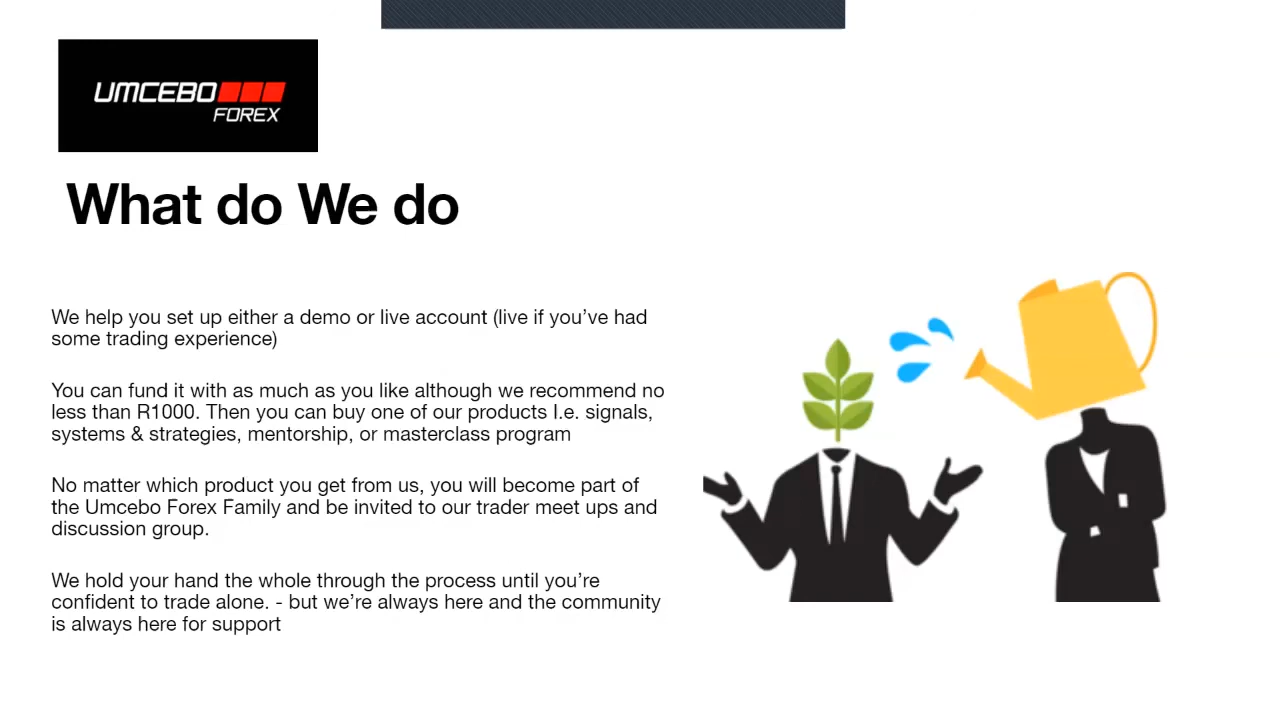 UMCEBO
FOREX
What do We do
We help you set up either a demo or live account (live if you’ve had
some trading experience)
You can fund it with as much as you like although we recommend no
less than R1000. Then you can buy one of our products I.e. signals,
systems & strategies, mentorship, or masterclass program
No matter which product you get from us, you will become part of
the Umcebo Forex Family and be invited to our trader meet ups and
discussion group.
We hold your hand the whole through the process until you’re
confident to trade alone. - but we’re always here and the community
is always here for support